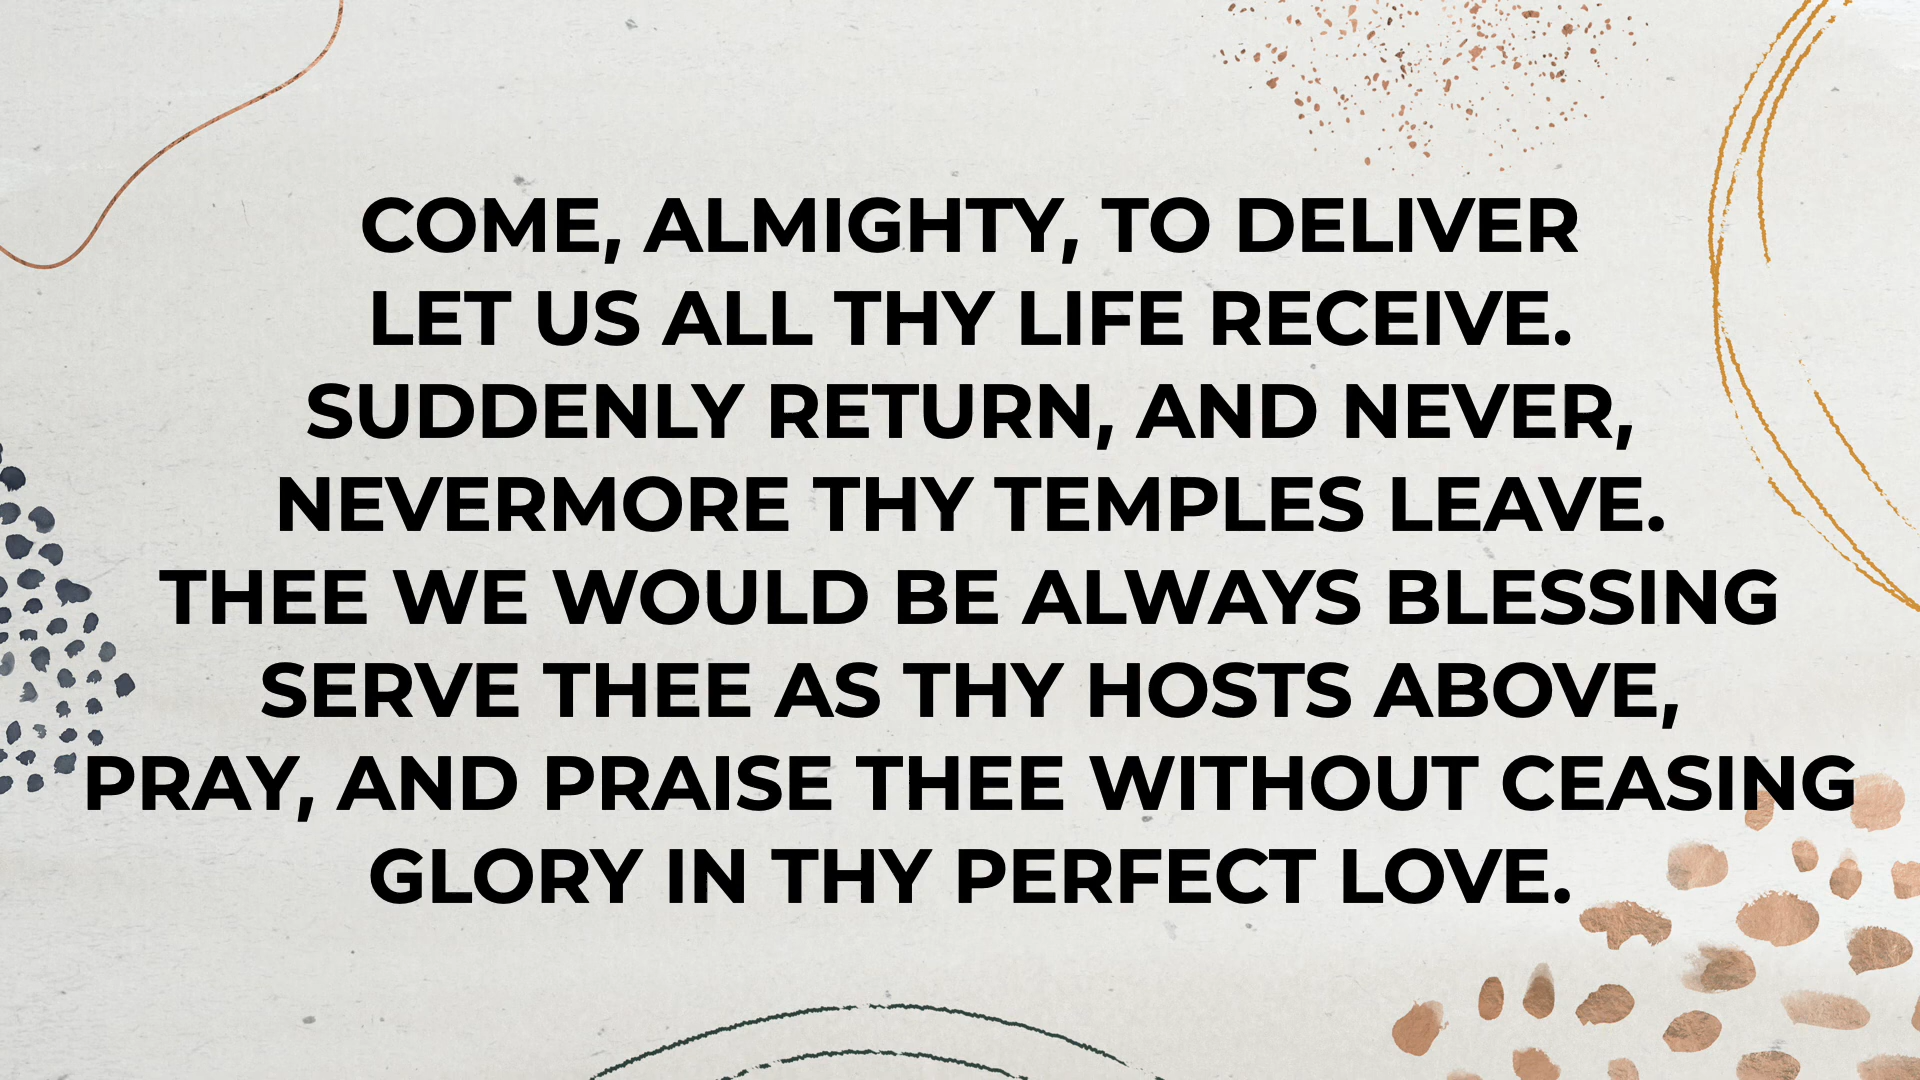 COME, ALMIGHTY, TO DELIVER
LET US ALL THY LIFE RECEIVE.
SUDDENLY RETURN, AND NEVER,
NEVERMORE THY TEMPLES LEAVE.
THEE WE WOULD BE ALWAYS BLESSING
SERVE THEE AS THY HOSTS ABOVE,
PRAY, AND PRAISE THEE WITHOUT CEASING
GLORY IN THY PERFECT LOVE.